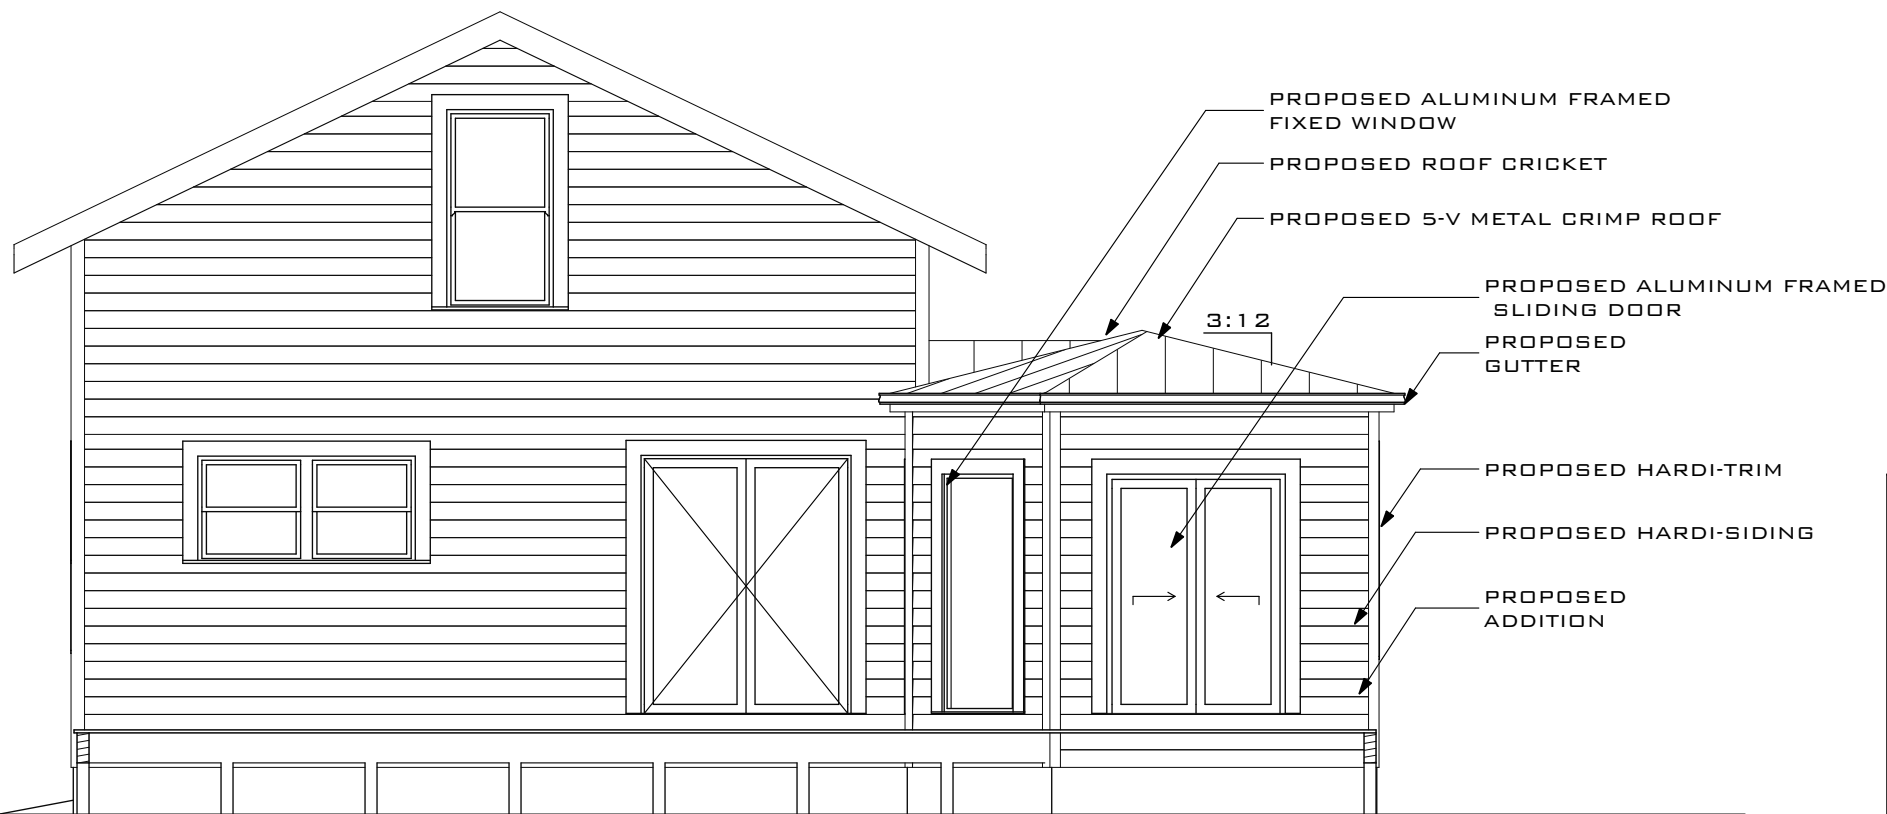 PROPOSED ALUMINUM FRAMED
FIXED WINDOW
PROPOSED ROOF CRICKET
PROPOSED 5-V METAL CRIMP ROOF
PROPOSED ALUMINUM FRAMED
SLIDING DOOR
3:12
PROPOSED
GUTTER
PROPOSED HARDI-TRIM
PROPOSED HARDI-SIDING
PROPOSED
ADDITION